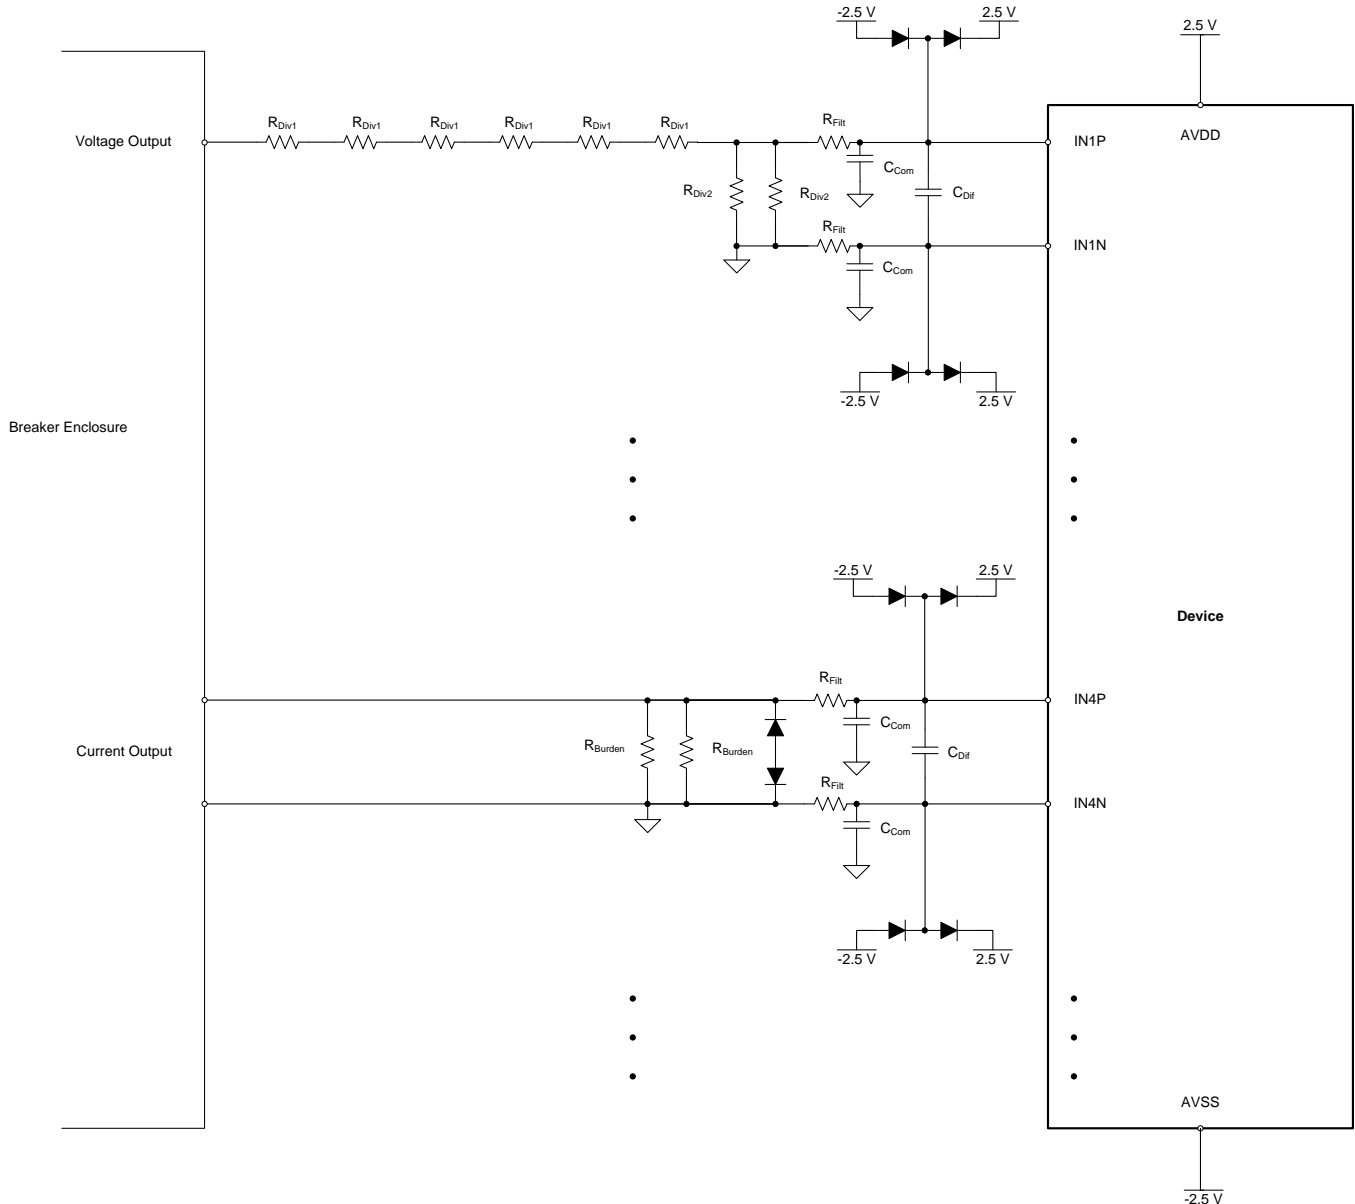 -2.5 V 2.5 V
2.5 V
Voltage Output
RDiv1 RDiv1 RDiv1 RDiv1 RDiv1 RDiv1
RFilt
IN1P
AVDD
CCom
RDiv2
RDiv2
CDif
RFilt
IN1N
CCom
-2.5 V 2.5 V
Breaker Enclosure
-2.5 V 2.5 V
Device
RFilt
IN4P
CCom
Current Output
RBurden
RBurden
CDif
RFilt
IN4N
CCom
-2.5 V 2.5 V
AVSS
-2.5 V